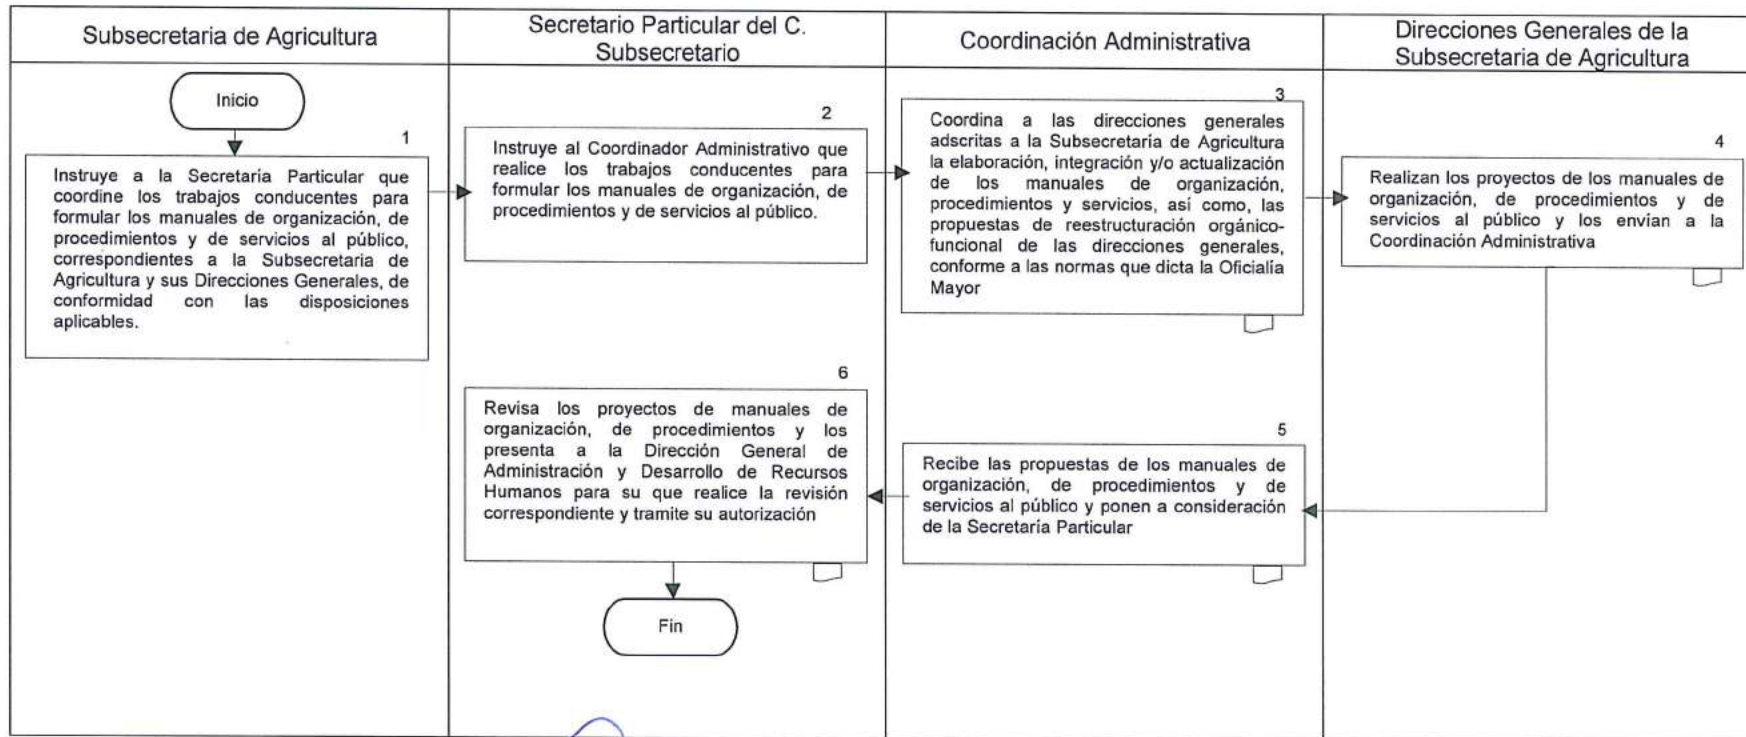 Subsecretaria de Agricultura
Secretario Particular del C.
Subsecretario
Coordinación Administrativa
Direcciones Generales de la
Subsecretaria de Agricultura
Inicio
1
Instruye a la Secretaría Particular que
coordine los trabajos conducentes para
formular los manuales de organización, de
procedimientos y de servicios al público,
correspondientes a la Subsecretaria de
Agricultura y sus Direcciones Generales, de
conformidad con las disposiciones
aplicables.
2
Instruye al Coordinador Administrativo que
realice los trabajos conducentes para
formular los manuales de organización, de
procedimientos y de servicios al público.
3
Coordina a las direcciones generales
adscritas a la Subsecretaría de Agricultura
la elaboración, integración y/o actualización
de los manuales de organización,
procedimientos y servicios, así como, las
propuestas de reestructuración orgánico-
funcional de las direcciones generales,
conforme a las normas que dicta la Oficialía
Mayor
4
Realizan los proyectos de los manuales de
organización, de procedimientos y de
servicios al público y los envían a la
Coordinación Administrativa
5
Recibe las propuestas de los manuales de
organización, de procedimientos y de
servicios al público y ponen a consideración
de la Secretaría Particular
6
Revisa los proyectos de manuales de
organización, de procedimientos y los
presenta a la Dirección General de
Administración y Desarrollo de Recursos
Humanos para su que realice la revisión
correspondiente y tramite su autorización
Fin